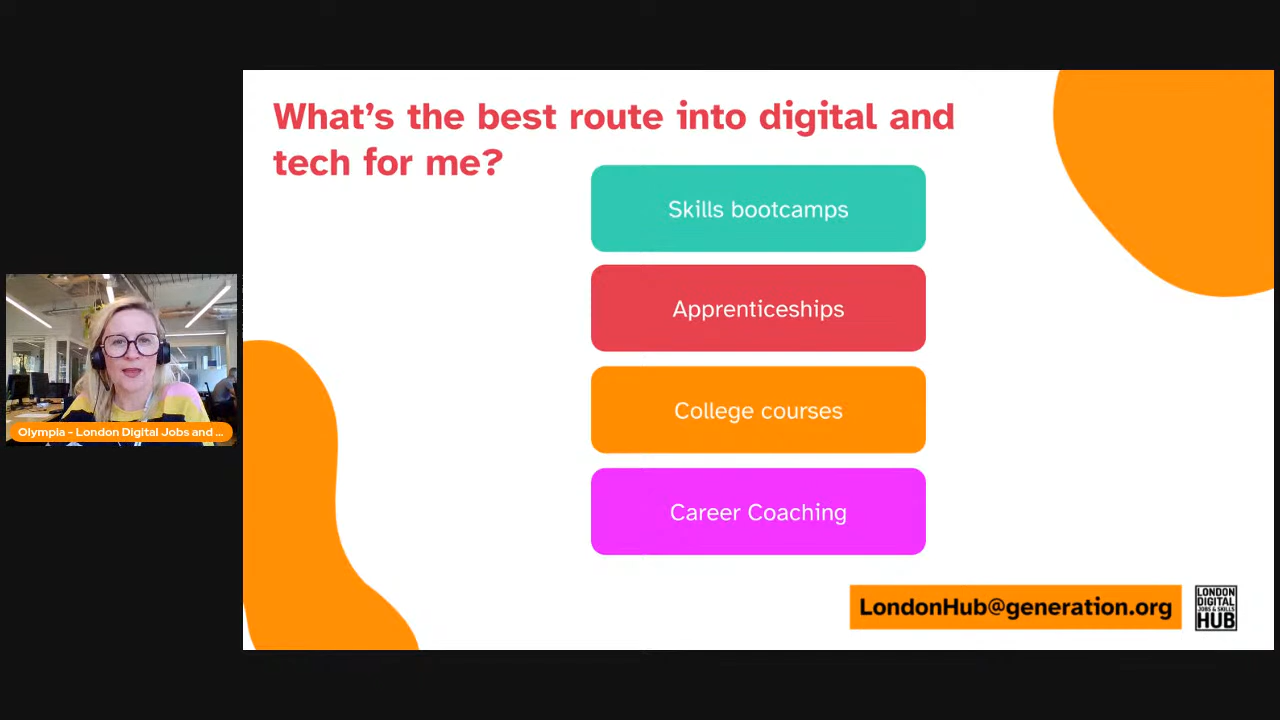 What's the best route into digital and
tech for me?
Skills bootcamps
Apprenticeships
College courses
Career Coaching
Olympia - London Digital Jobs and ...
LondonHub@generation.org
LONDON
DIGITAL
JOBS & SKILLS
HUB